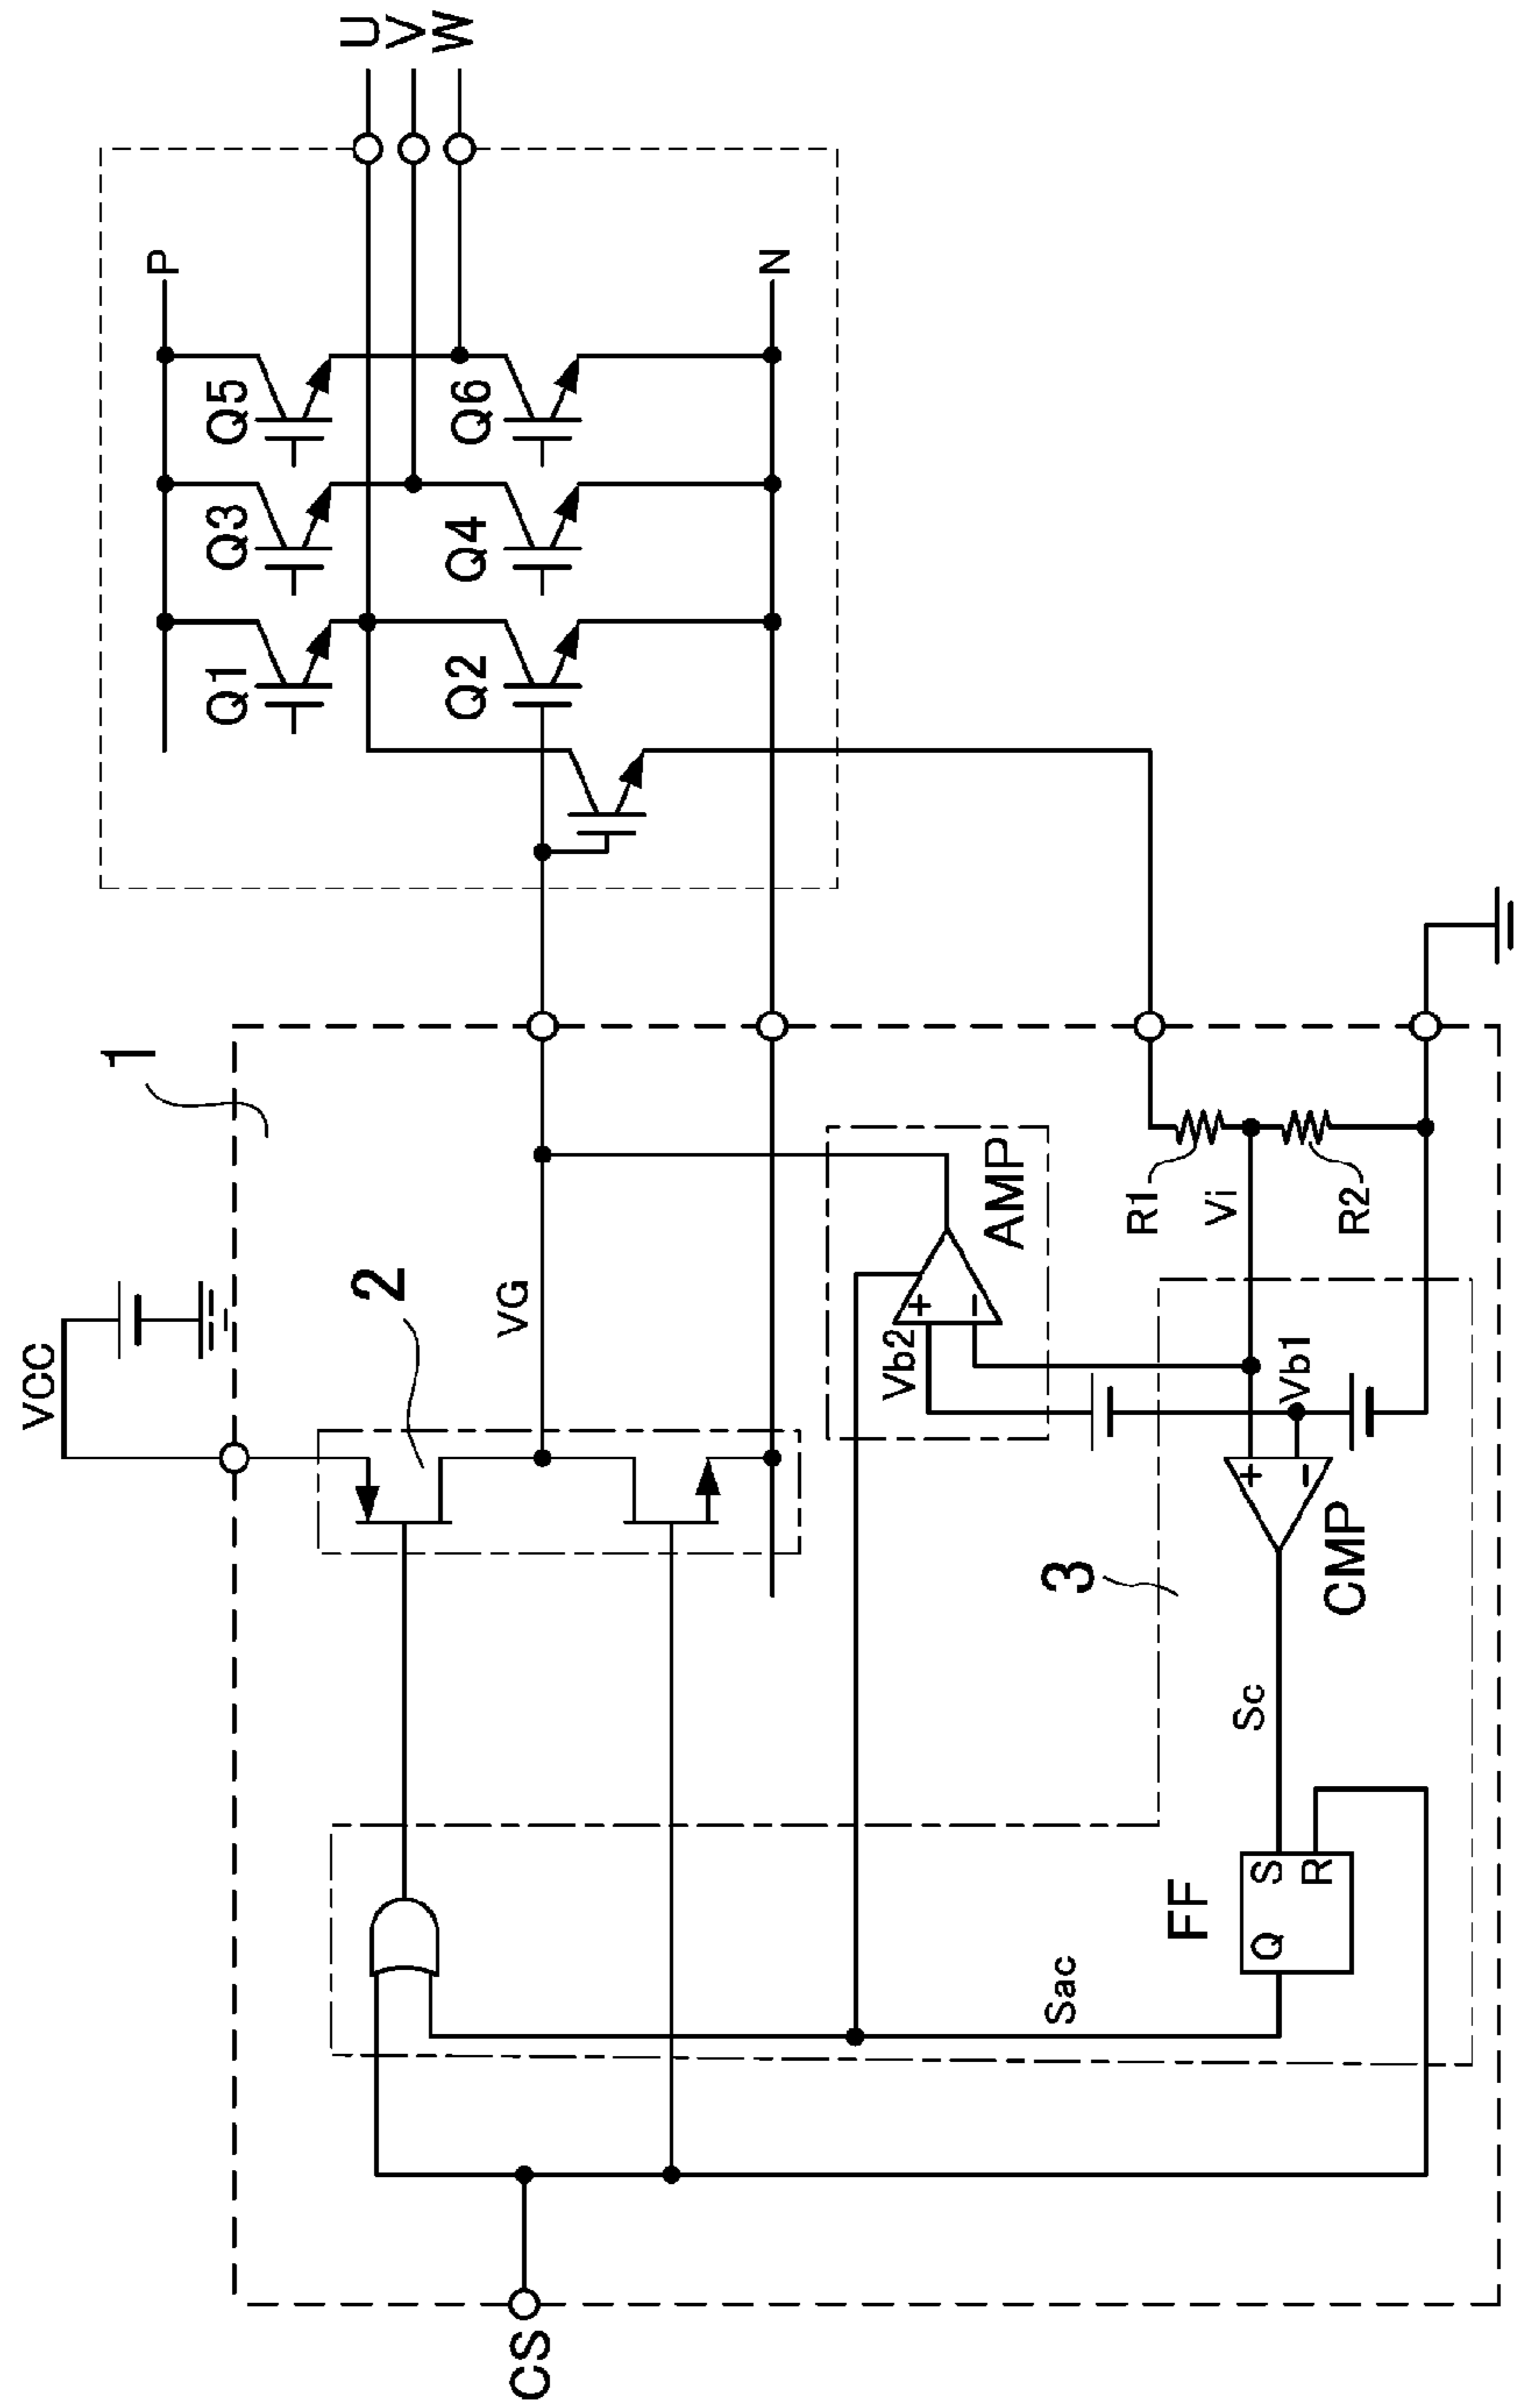 U
V
W
P
N
Q5
Q6
Q3
Q4
Q1
Q2
1
VCC
2
VG
AMP
+
−
Vb2
R1
Vi
R2
Vb1
+
−
CMP
3
Sc
FF
S
R
Q
Sac
CS